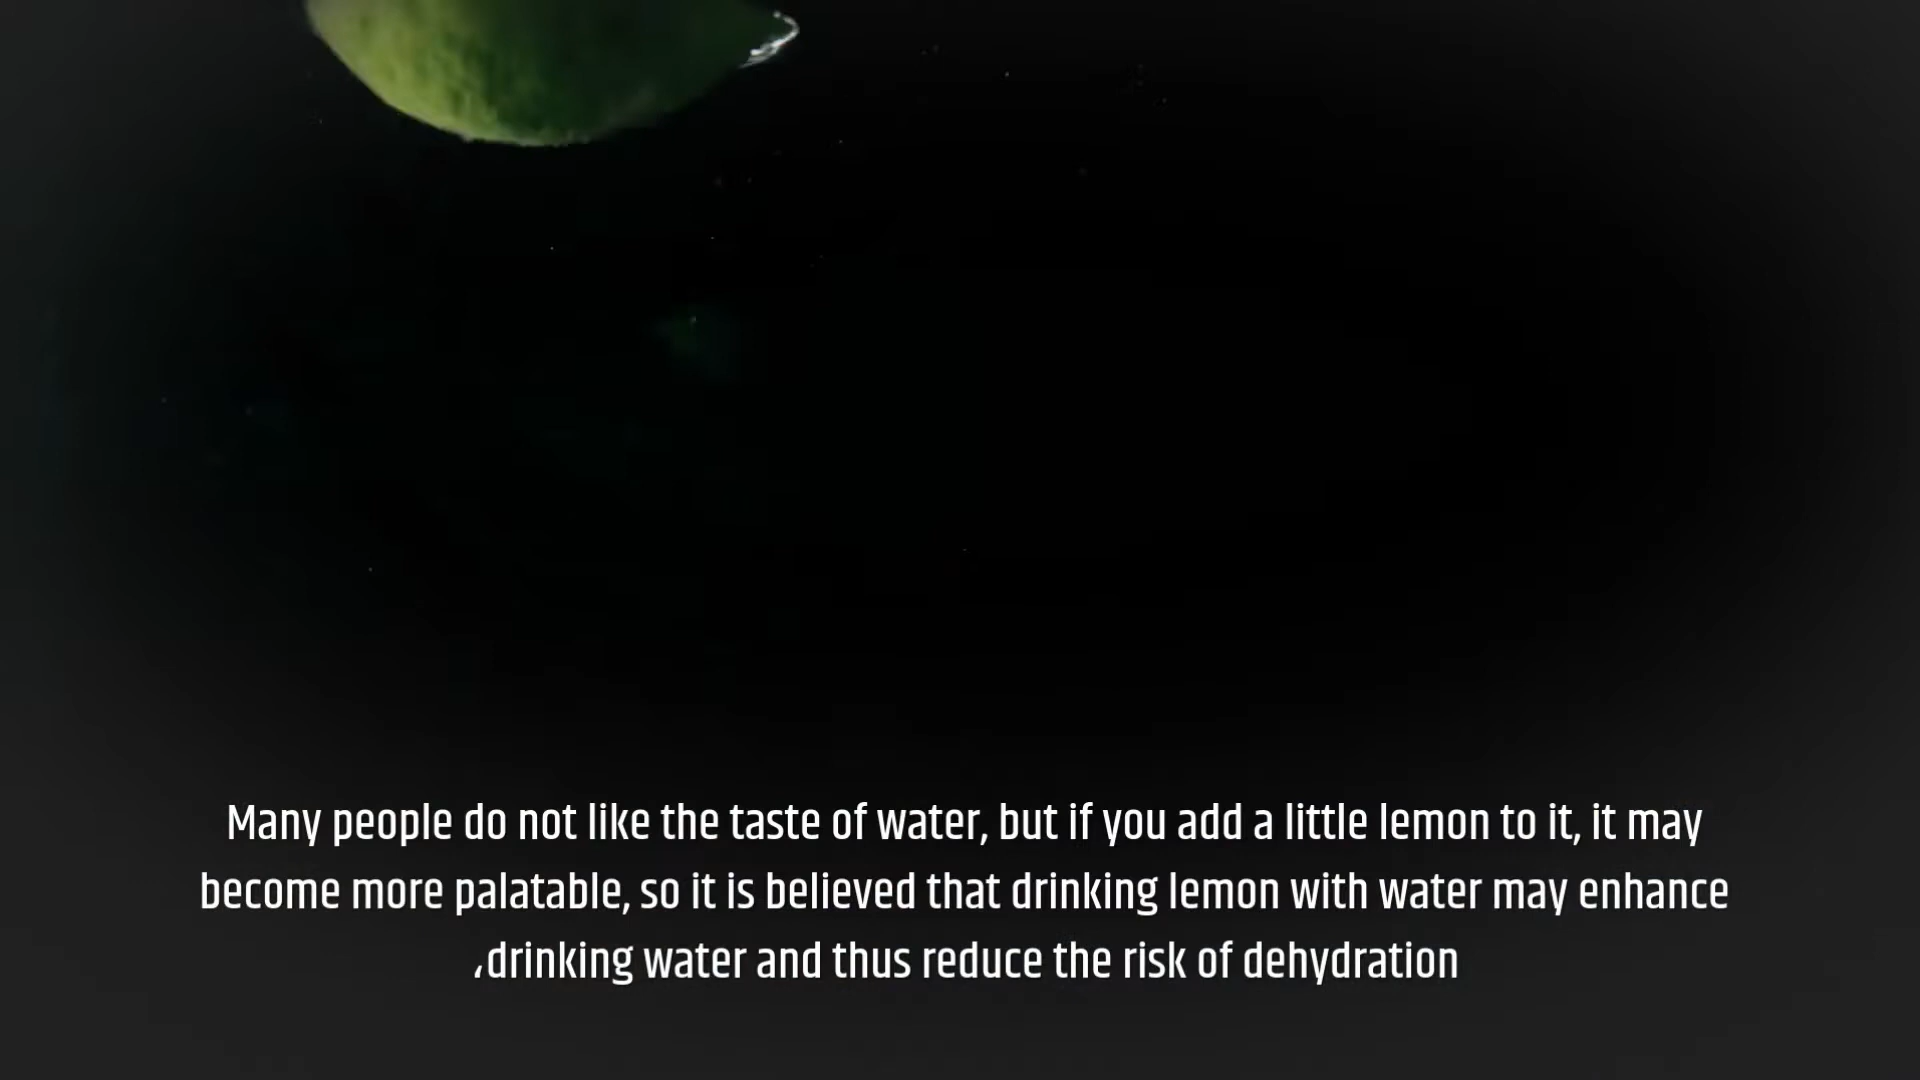 Many people do not like the taste of water, but if you add a little lemon to it, it may
become more palatable, so it is believed that drinking lemon with water may enhance
،drinking water and thus reduce the risk of dehydration